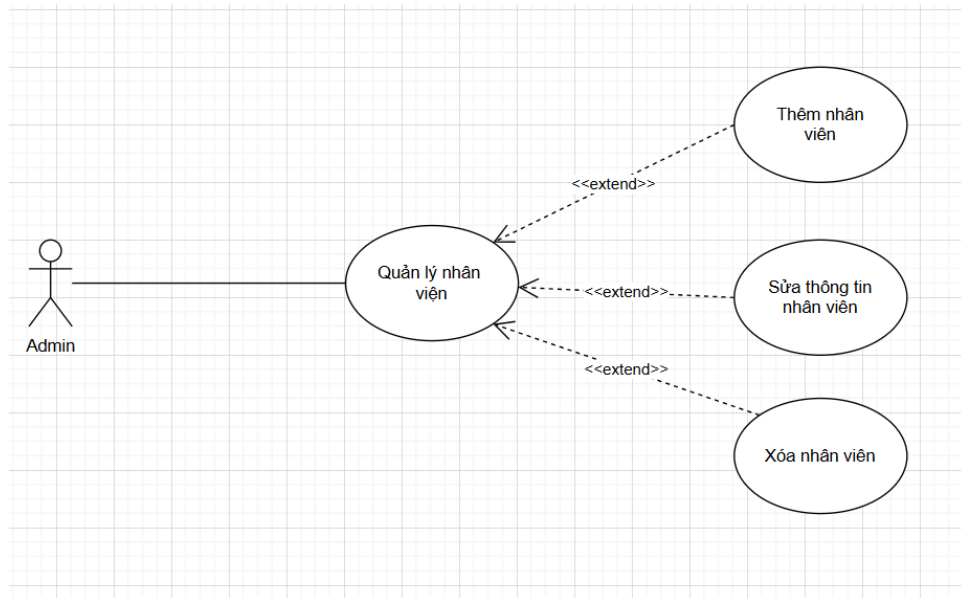 Thêm nhân
viên
<<extend>>
Quản lý nhân
viện
<<extend>>
Sửa thông tin
nhân viên
Admin
<<extend>>
Xóa nhân viên